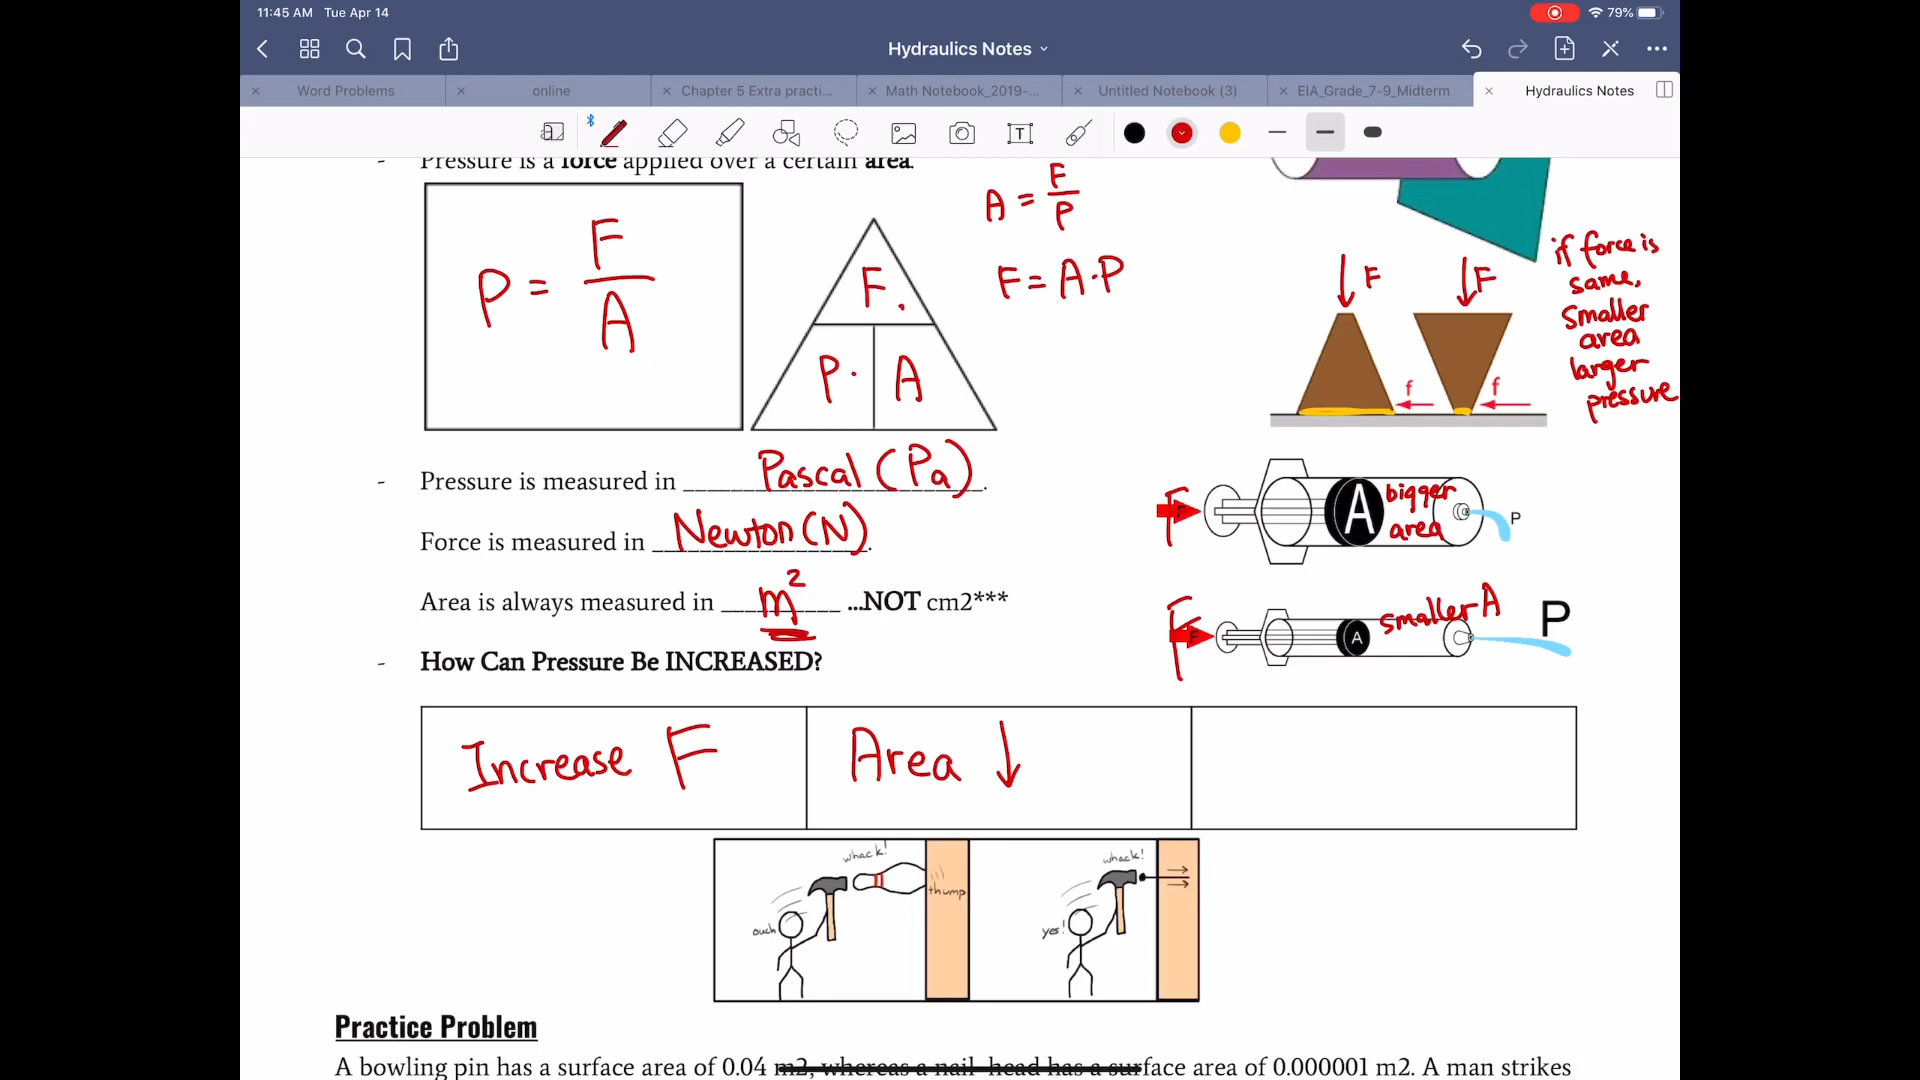 11:45 AM Tue Apr 14
79%
Hydraulics Notes
Word Problems
online
Chapter 5 Extra practi...
Math Notebook_2019-...
Untitled Notebook (3)
EIA_Grade_7-9_Midterm
Hydraulics Notes
- Pressure is a force applied over a certain area.
P = F/A
F.
P. A
A = F/P
F = A·P
F
F
f
f
if force is
same,
smaller
area
larger
pressure
- Pressure is measured in Pascal (Pa).
Force is measured in Newton (N).
Area is always measured in m² ...NOT cm2***
F
A
bigger
area
P
F
A
smaller A
P
- How Can Pressure Be INCREASED?
Increase F
Area ↓
whack!
thump
ouch
whack!
yes!
Practice Problem
A bowling pin has a surface area of 0.04 m2, whereas a nail head has a surface area of 0.000001 m2. A man strikes